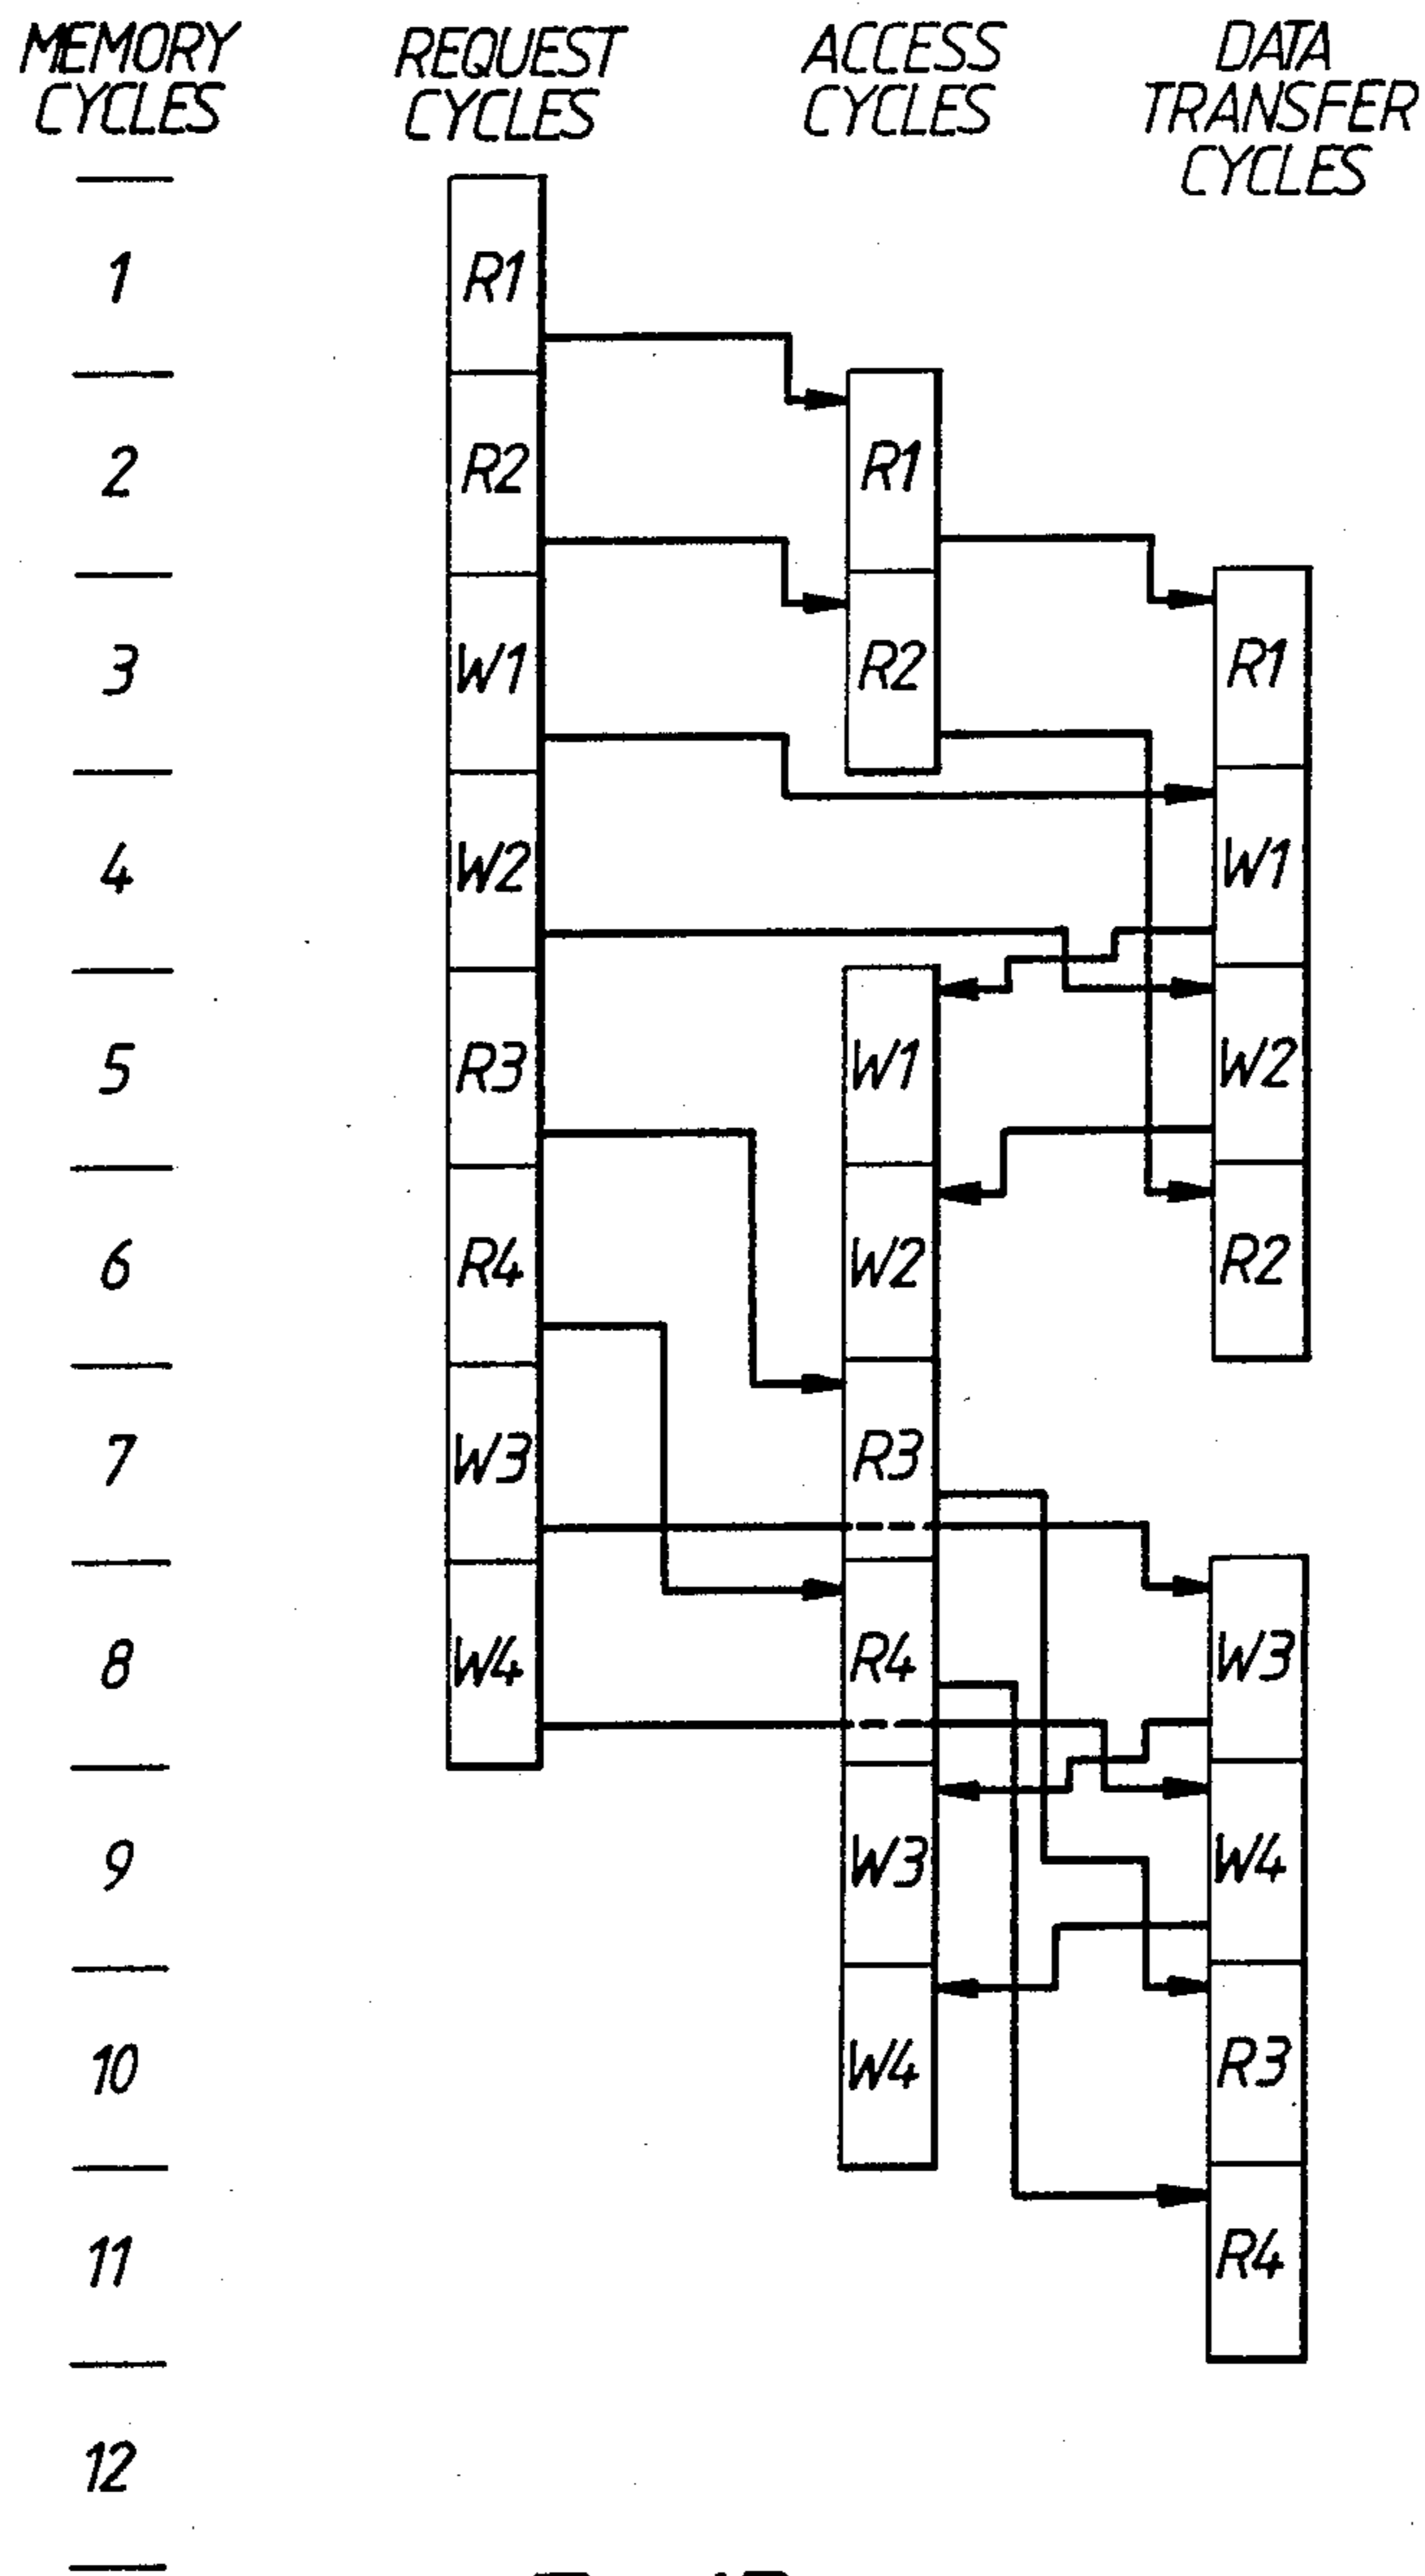 MEMORY
CYCLES
REQUEST
CYCLES
ACCESS
CYCLES
DATA
TRANSFER
CYCLES
1
R1
2
R2
R1
3
W1
R2
R1
4
W2
W1
5
R3
W1
W2
6
R4
W2
R2
7
W3
R3
8
W4
R4
W3
9
W3
W4
10
W4
R3
11
R4
12